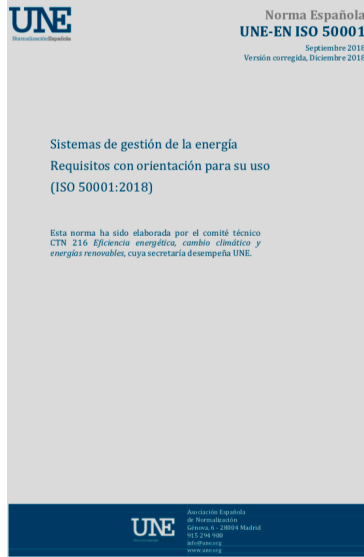 UNE
Normalización Española
Norma Española
UNE-EN ISO 50001
Septiembre 2018
Versión corregida, Diciembre 2018
Sistemas de gestión de la energía
Requisitos con orientación para su uso
(ISO 50001:2018)
Esta norma ha sido elaborada por el comité técnico
CTN 216 Eficiencia energética, cambio climático y
energías renovables, cuya secretaría desempeña UNE.
UNE
Asociación Española
de Normalización
Génova, 6 - 28004 Madrid
915 294 900
info@une.org
www.une.org